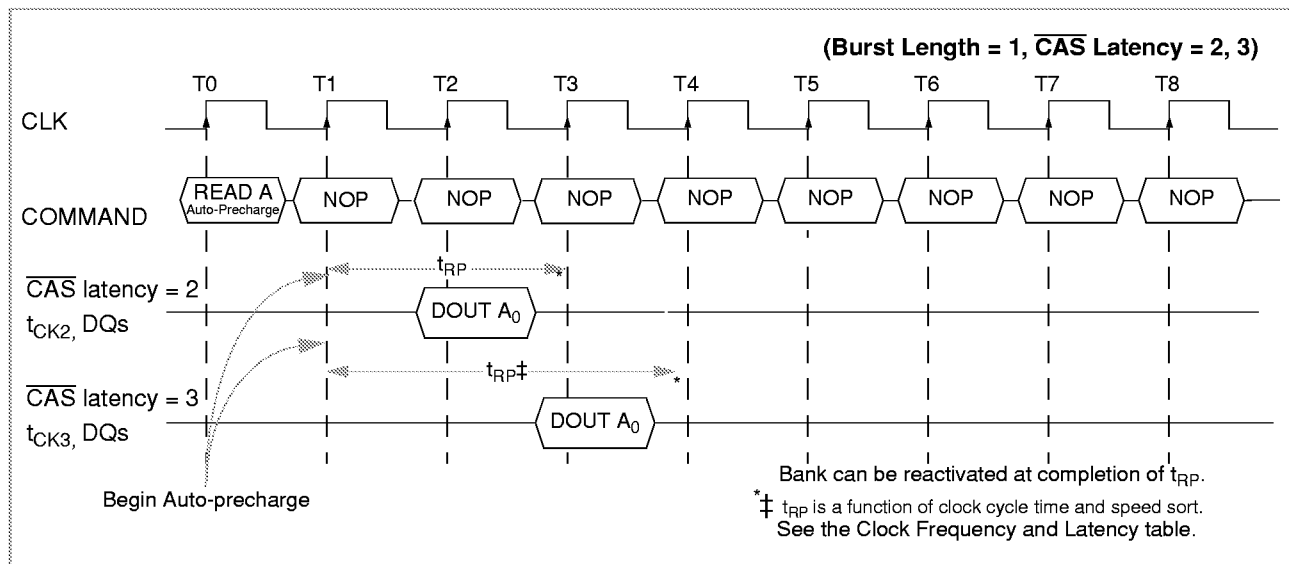 (Burst Length = 1, CAS Latency = 2, 3)
T0 T1 T2 T3 T4 T5 T6 T7 T8
CLK
COMMAND
READ A
Auto-Precharge
NOP NOP NOP NOP NOP NOP NOP NOP
tRP
*
CAS latency = 2
tCK2, DQs
DOUT A0
tRP‡
*
CAS latency = 3
tCK3, DQs
DOUT A0
Begin Auto-precharge
* Bank can be reactivated at completion of tRP.
‡ tRP is a function of clock cycle time and speed sort.
See the Clock Frequency and Latency table.